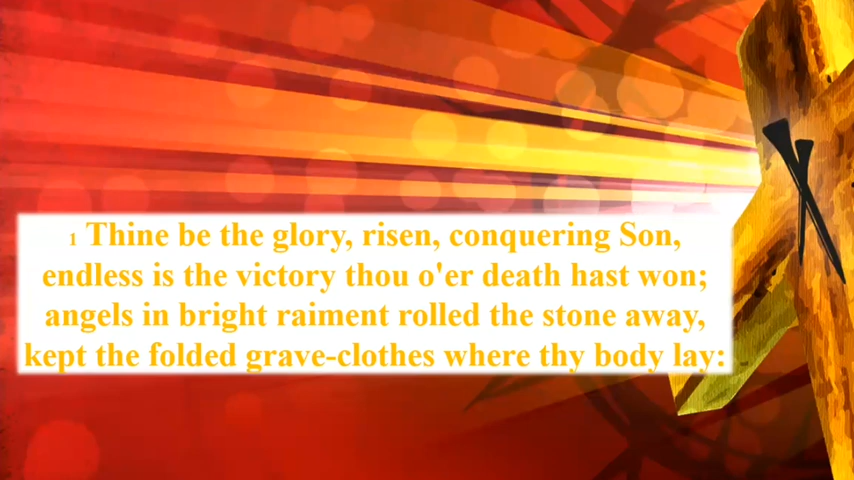 1 Thine be the glory, risen, conquering Son,
endless is the victory thou o'er death hast won;
angels in bright raiment rolled the stone away,
kept the folded grave-clothes where thy body lay: